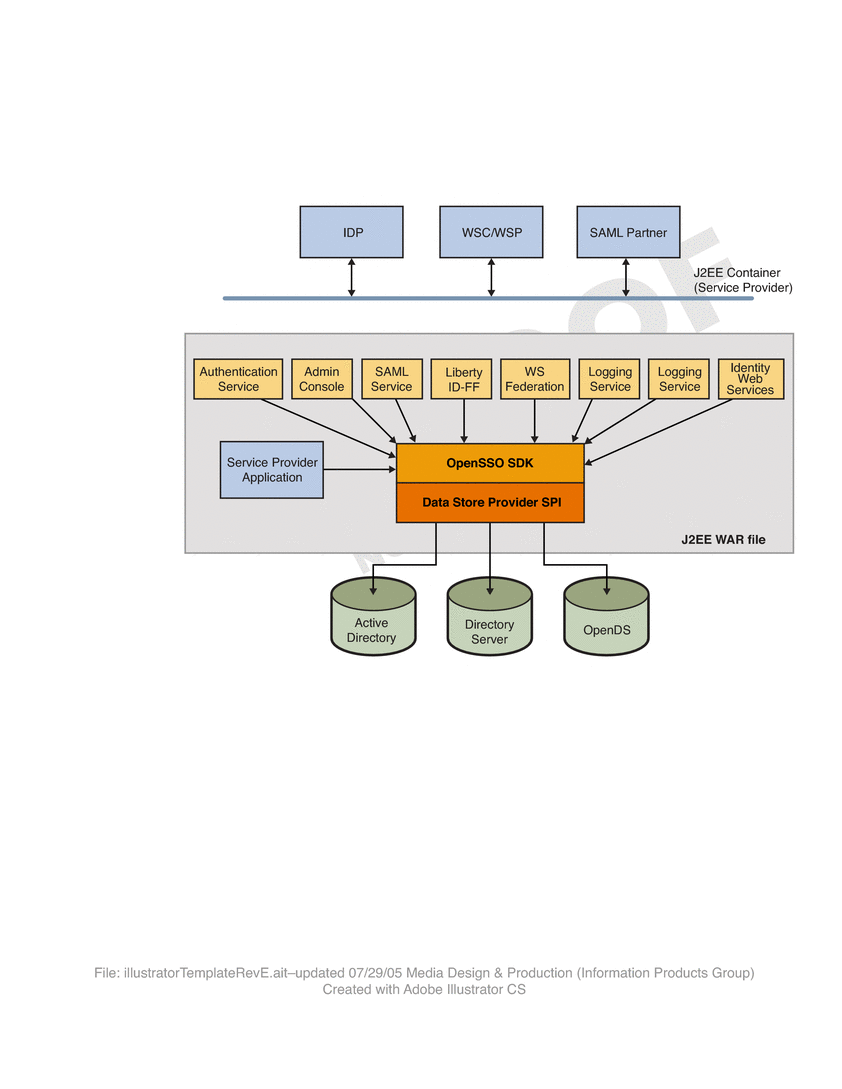 IDP
WSC/WSP
SAML Partner
J2EE Container
(Service Provider)
Authentication
Service
Admin
Console
SAML
Service
Liberty
ID-FF
WS
Federation
Logging
Service
Logging
Service
Identity
Web
Services
Service Provider
Application
OpenSSO SDK
Data Store Provider SPI
J2EE WAR file
Active
Directory
Directory
Server
OpenDS
File: illustratorTemplateRevE.ait–updated 07/29/05 Media Design & Production (Information Products Group)
Created with Adobe Illustrator CS